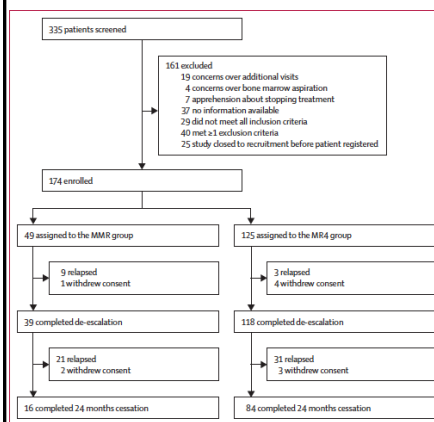 335 patients screened
161 excluded
19 concerns over additional visits
4 concerns over bone marrow aspiration
7 apprehension about stopping treatment
37 no information available
29 did not meet all inclusion criteria
40 met ≥1 exclusion criteria
25 study closed to recruitment before patient registered
174 enrolled
49 assigned to the MMR group
125 assigned to the MR4 group
9 relapsed
1 withdrew consent
3 relapsed
4 withdrew consent
39 completed de-escalation
118 completed de-escalation
21 relapsed
2 withdrew consent
31 relapsed
3 withdrew consent
16 completed 24 months cessation
84 completed 24 months cessation